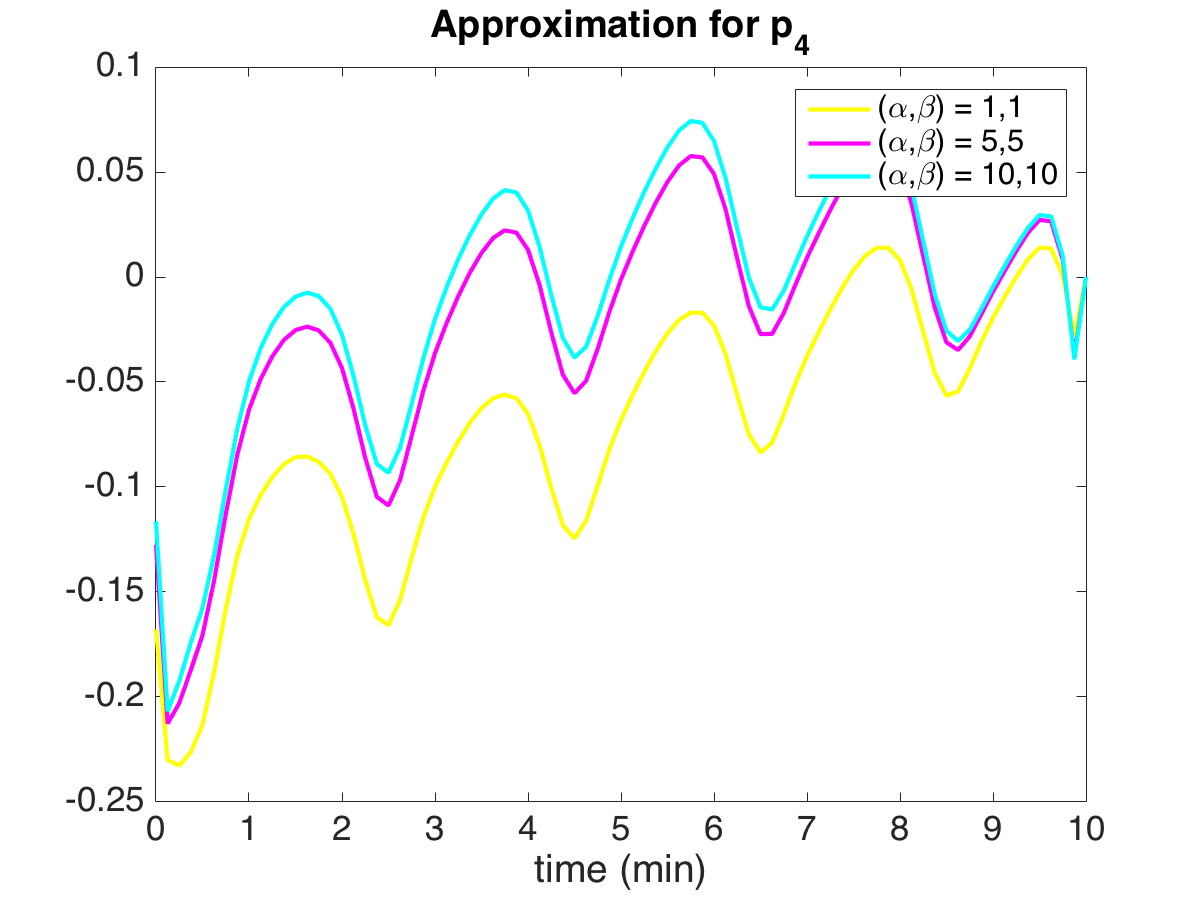 Approximation for p4
0.1
0.05
0
-0.05
-0.1
-0.15
-0.2
-0.25
(α,β) = 1,1
(α,β) = 5,5
(α,β) = 10,10
0 1 2 3 4 5 6 7 8 9 10
time (min)